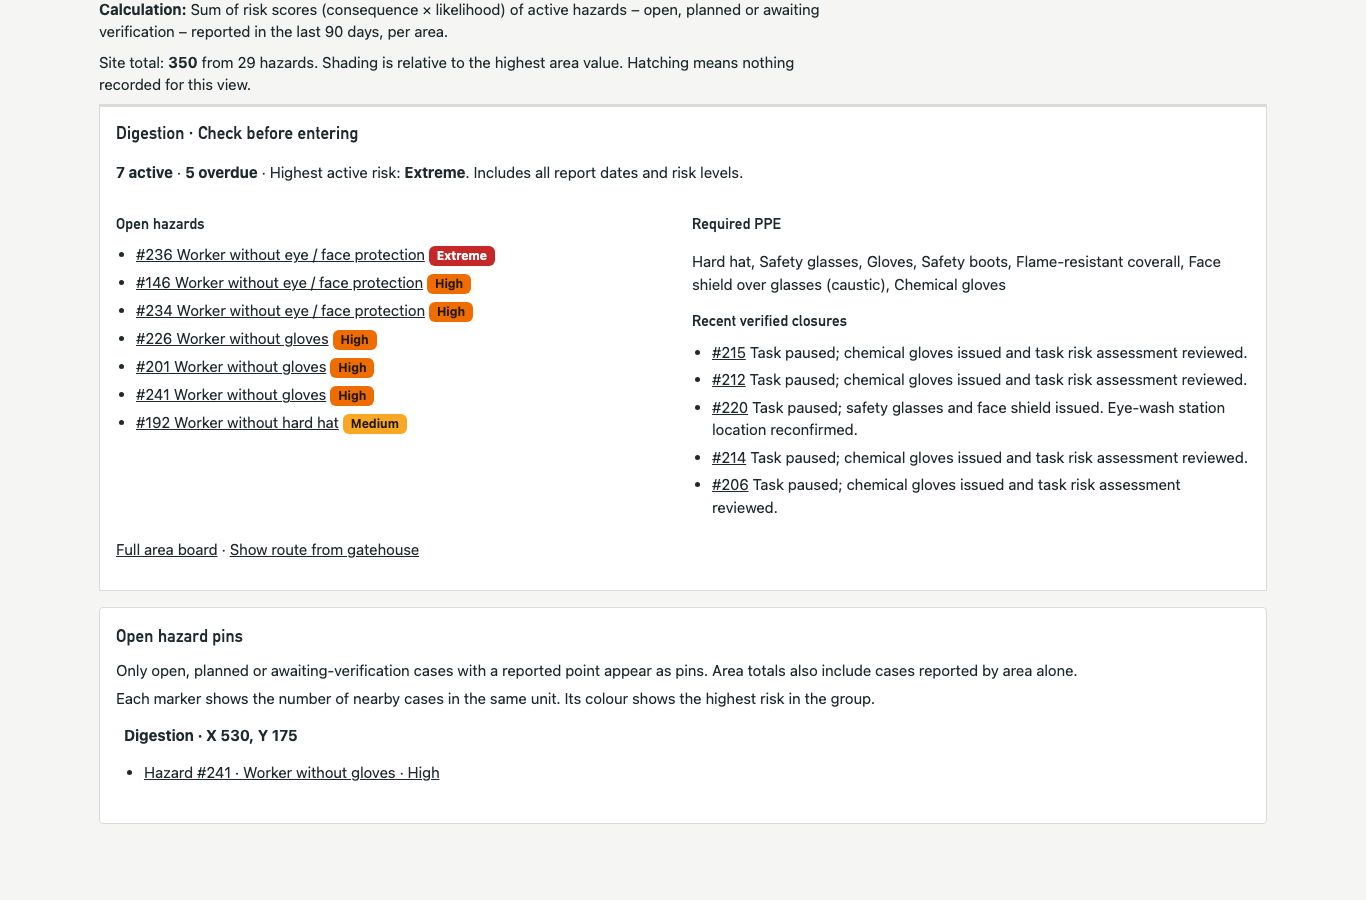 Calculation: Sum of risk scores (consequence × likelihood) of active hazards – open, planned or awaiting
verification – reported in the last 90 days, per area.
Site total: 350 from 29 hazards. Shading is relative to the highest area value. Hatching means nothing
recorded for this view.
Digestion · Check before entering
7 active · 5 overdue · Highest active risk: Extreme. Includes all report dates and risk levels.
Open hazards
#236 Worker without eye / face protection Extreme
#146 Worker without eye / face protection High
#234 Worker without eye / face protection High
#226 Worker without gloves High
#201 Worker without gloves High
#241 Worker without gloves High
#192 Worker without hard hat Medium
Required PPE
Hard hat, Safety glasses, Gloves, Safety boots, Flame-resistant coverall, Face
shield over glasses (caustic), Chemical gloves
Recent verified closures
#215 Task paused; chemical gloves issued and task risk assessment reviewed.
#212 Task paused; chemical gloves issued and task risk assessment reviewed.
#220 Task paused; safety glasses and face shield issued. Eye-wash station
location reconfirmed.
#214 Task paused; chemical gloves issued and task risk assessment reviewed.
#206 Task paused; chemical gloves issued and task risk assessment
reviewed.
Full area board · Show route from gatehouse
Open hazard pins
Only open, planned or awaiting-verification cases with a reported point appear as pins. Area totals also include cases reported by area alone.
Each marker shows the number of nearby cases in the same unit. Its colour shows the highest risk in the group.
Digestion · X 530, Y 175
Hazard #241 · Worker without gloves · High